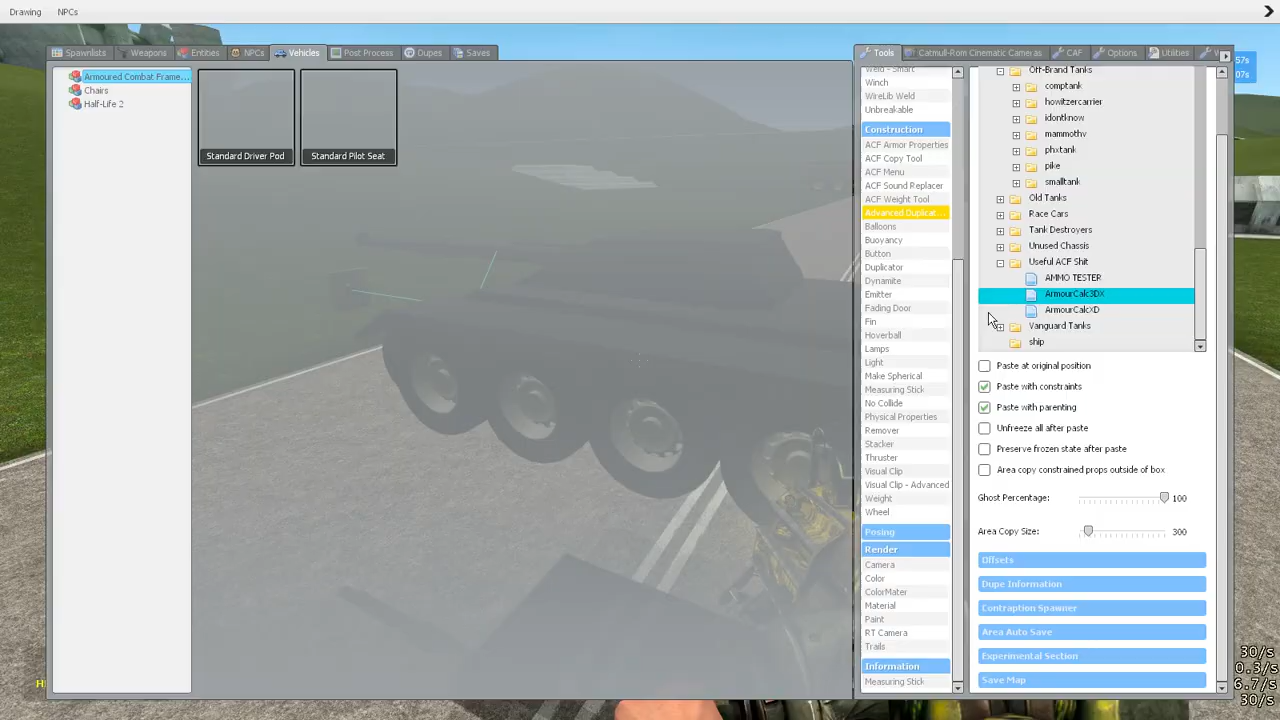 Drawing NPCs
Spawnlists Weapons Entities NPCs Vehicles Post Process Dupes Saves
Armoured Combat Frame...
Chairs
Half-Life 2
Standard Driver Pod
Standard Pilot Seat
Tools Catmull-Rom Cinematic Cameras CAF Options Utilities
Weld - Smart
Winch
WireLib Weld
Unbreakable
Construction
ACF Armor Properties
ACF Copy Tool
ACF Menu
ACF Sound Replacer
ACF Weight Tool
Advanced Duplicat...
Balloons
Buoyancy
Button
Duplicator
Dynamite
Emitter
Fading Door
Fin
Hoverball
Lamps
Light
Make Spherical
Measuring Stick
No Collide
Physical Properties
Remover
Stacker
Thruster
Visual Clip
Visual Clip - Advanced
Weight
Wheel
Posing
Render
Camera
Color
ColorMater
Material
Paint
RT Camera
Trails
Information
Measuring Stick
Off-Brand Tanks
comptank
howitzercarrier
idontknow
mammothv
phxtank
pike
smalltank
Old Tanks
Race Cars
Tank Destroyers
Unused Chassis
Useful ACF Shit
AMMO TESTER
ArmourCalc3DX
ArmourCalcXD
Vanguard Tanks
ship
Paste at original position
Paste with constraints
Paste with parenting
Unfreeze all after paste
Preserve frozen state after paste
Area copy constrained props outside of box
Ghost Percentage: 100
Area Copy Size: 300
Offsets
Dupe Information
Contraption Spawner
Area Auto Save
Experimental Section
Save Map
57s
07s
30/s
0.3/s
6.7/s
30/s